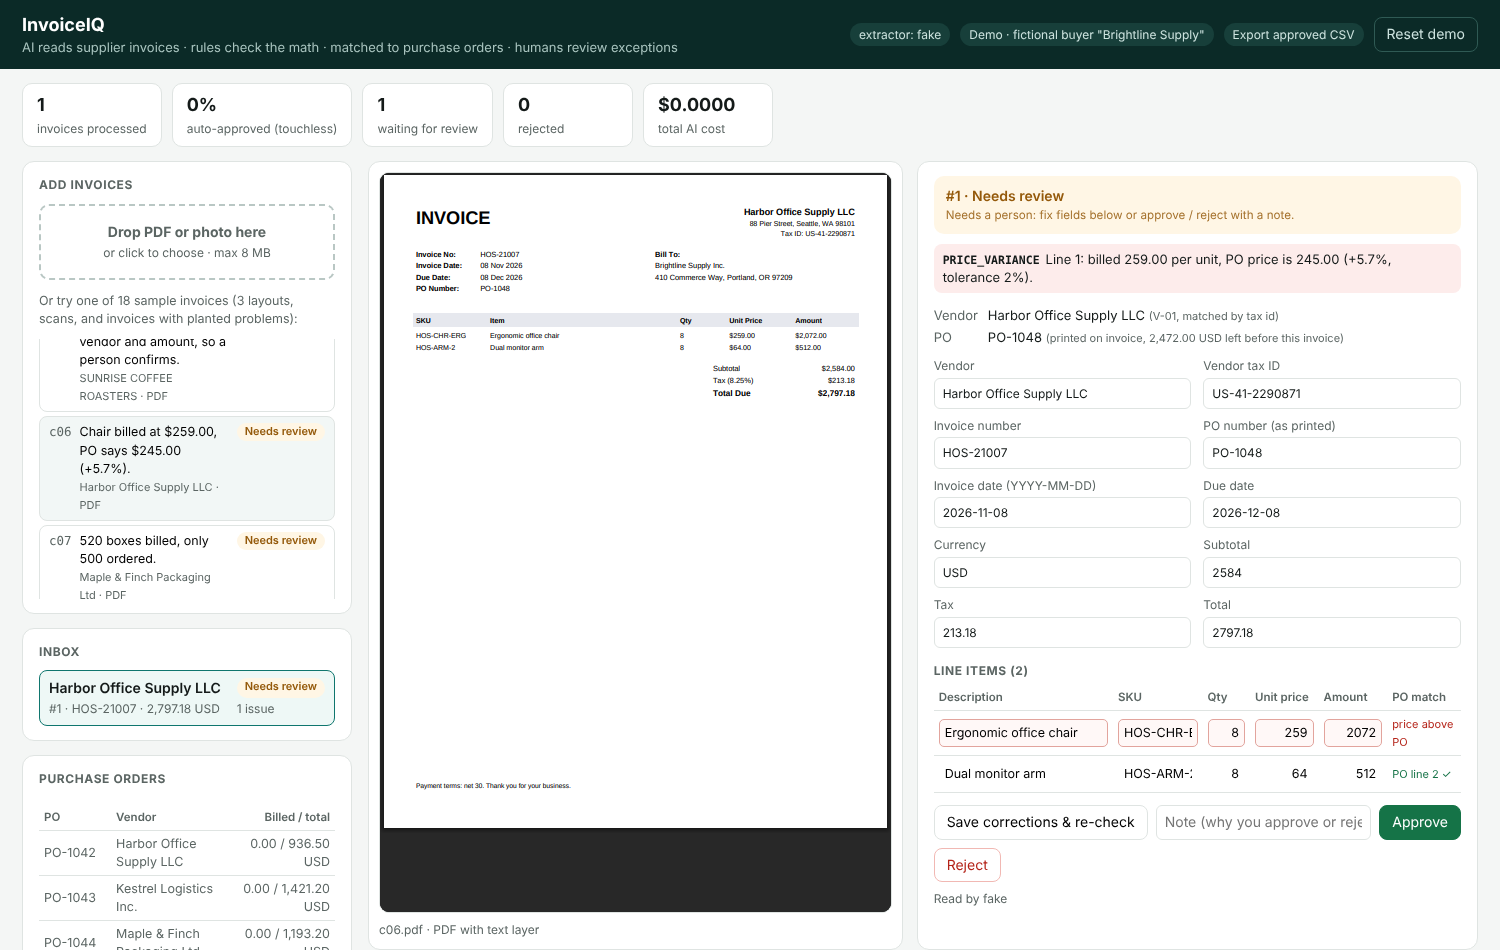 InvoiceIQ
AI reads supplier invoices · rules check the math · matched to purchase orders · humans review exceptions
extractor: fake
Demo · fictional buyer "Brightline Supply"
Export approved CSV
Reset demo
1
invoices processed
0%
auto-approved (touchless)
1
waiting for review
0
rejected
$0.0000
total AI cost
ADD INVOICES
Drop PDF or photo here
or click to choose · max 8 MB
Or try one of 18 sample invoices (3 layouts,
scans, and invoices with planted problems):
vendor and amount, so a
person confirms.
SUNRISE COFFEE
ROASTERS · PDF
c06 Chair billed at $259.00, Needs review
PO says $245.00
(+5.7%).
Harbor Office Supply LLC ·
PDF
c07 520 boxes billed, only Needs review
500 ordered.
Maple & Finch Packaging
Ltd · PDF
INBOX
Harbor Office Supply LLC Needs review
#1 · HOS-21007 · 2,797.18 USD 1 issue
PURCHASE ORDERS
PO Vendor Billed / total
PO-1042 Harbor Office Supply LLC 0.00 / 936.50 USD
PO-1043 Kestrel Logistics Inc. 0.00 / 1,421.20 USD
PO-1044 Maple & Finch 0.00 / 1,193.20
INVOICE
Harbor Office Supply LLC
88 Pier Street, Seattle, WA 98101
Tax ID: US-41-2290871
Invoice No: HOS-21007
Invoice Date: 08 Nov 2026
Due Date: 08 Dec 2026
PO Number: PO-1048
Bill To:
Brightline Supply Inc.
410 Commerce Way, Portland, OR 97209
SKU Item Qty Unit Price Amount
HOS-CHR-ERG Ergonomic office chair 8 $259.00 $2,072.00
HOS-ARM-2 Dual monitor arm 8 $64.00 $512.00
Subtotal $2,584.00
Tax (8.25%) $213.18
Total Due $2,797.18
Payment terms: net 30. Thank you for your business.
c06.pdf · PDF with text layer
#1 · Needs review
Needs a person: fix fields below or approve / reject with a note.
PRICE_VARIANCE Line 1: billed 259.00 per unit, PO price is 245.00 (+5.7%,
tolerance 2%).
Vendor Harbor Office Supply LLC (V-01, matched by tax id)
PO PO-1048 (printed on invoice, 2,472.00 USD left before this invoice)
Vendor Vendor tax ID
Harbor Office Supply LLC US-41-2290871
Invoice number PO number (as printed)
HOS-21007 PO-1048
Invoice date (YYYY-MM-DD) Due date
2026-11-08 2026-12-08
Currency Subtotal
USD 2584
Tax Total
213.18 2797.18
LINE ITEMS (2)
Description SKU Qty Unit price Amount PO match
Ergonomic office chair HOS-CHR-E 8 259 2072 price above PO
Dual monitor arm HOS-ARM-2 8 64 512 PO line 2 ✓
Save corrections & re-check
Note (why you approve or reje
Approve
Reject
Read by fake